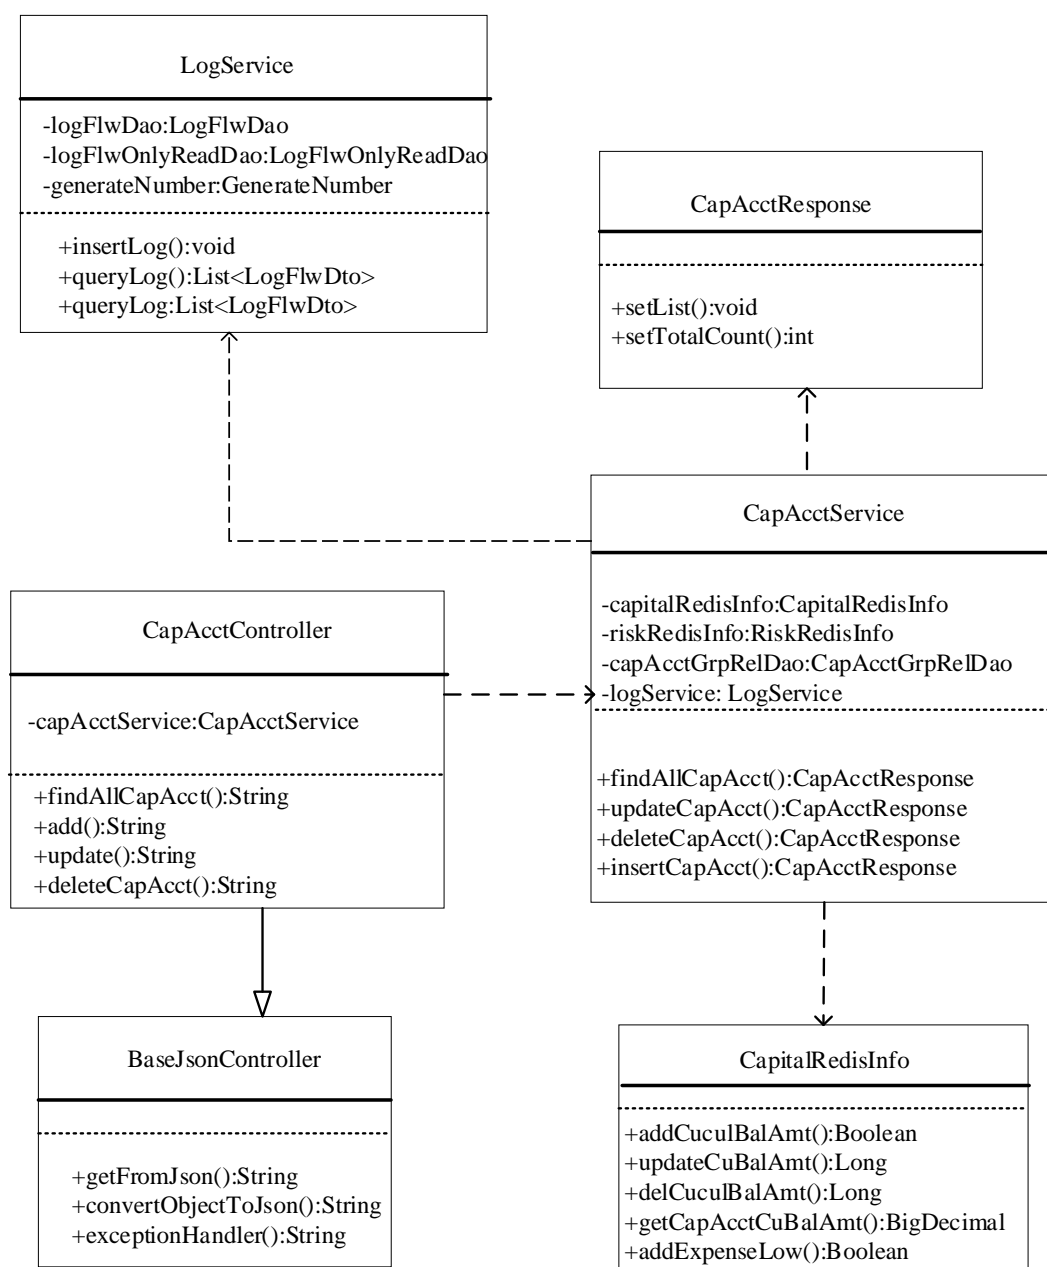 LogService
-logFlwDao:LogFlwDao
-logFlwOnlyReadDao:LogFlwOnlyReadDao
-generateNumber:GenerateNumber
+insertLog():void
+queryLog():List<LogFlwDto>
+queryLog:List<LogFlwDto>
CapAcctResponse
+setList():void
+setTotalCount():int
CapAcctService
-capitalRedisInfo:CapitalRedisInfo
-riskRedisInfo:RiskRedisInfo
-capAcctGrpRelDao:CapAcctGrpRelDao
-logService: LogService
+findAllCapAcct():CapAcctResponse
+updateCapAcct():CapAcctResponse
+deleteCapAcct():CapAcctResponse
+insertCapAcct():CapAcctResponse
CapAcctController
-capAcctService:CapAcctService
+findAllCapAcct():String
+add():String
+update():String
+deleteCapAcct():String
BaseJsonController
+getFromJson():String
+convertObjectToJson():String
+exceptionHandler():String
CapitalRedisInfo
+addCuculBalAmt():Boolean
+updateCuBalAmt():Long
+delCuculBalAmt():Long
+getCapAcctCuBalAmt():BigDecimal
+addExpenseLow():Boolean